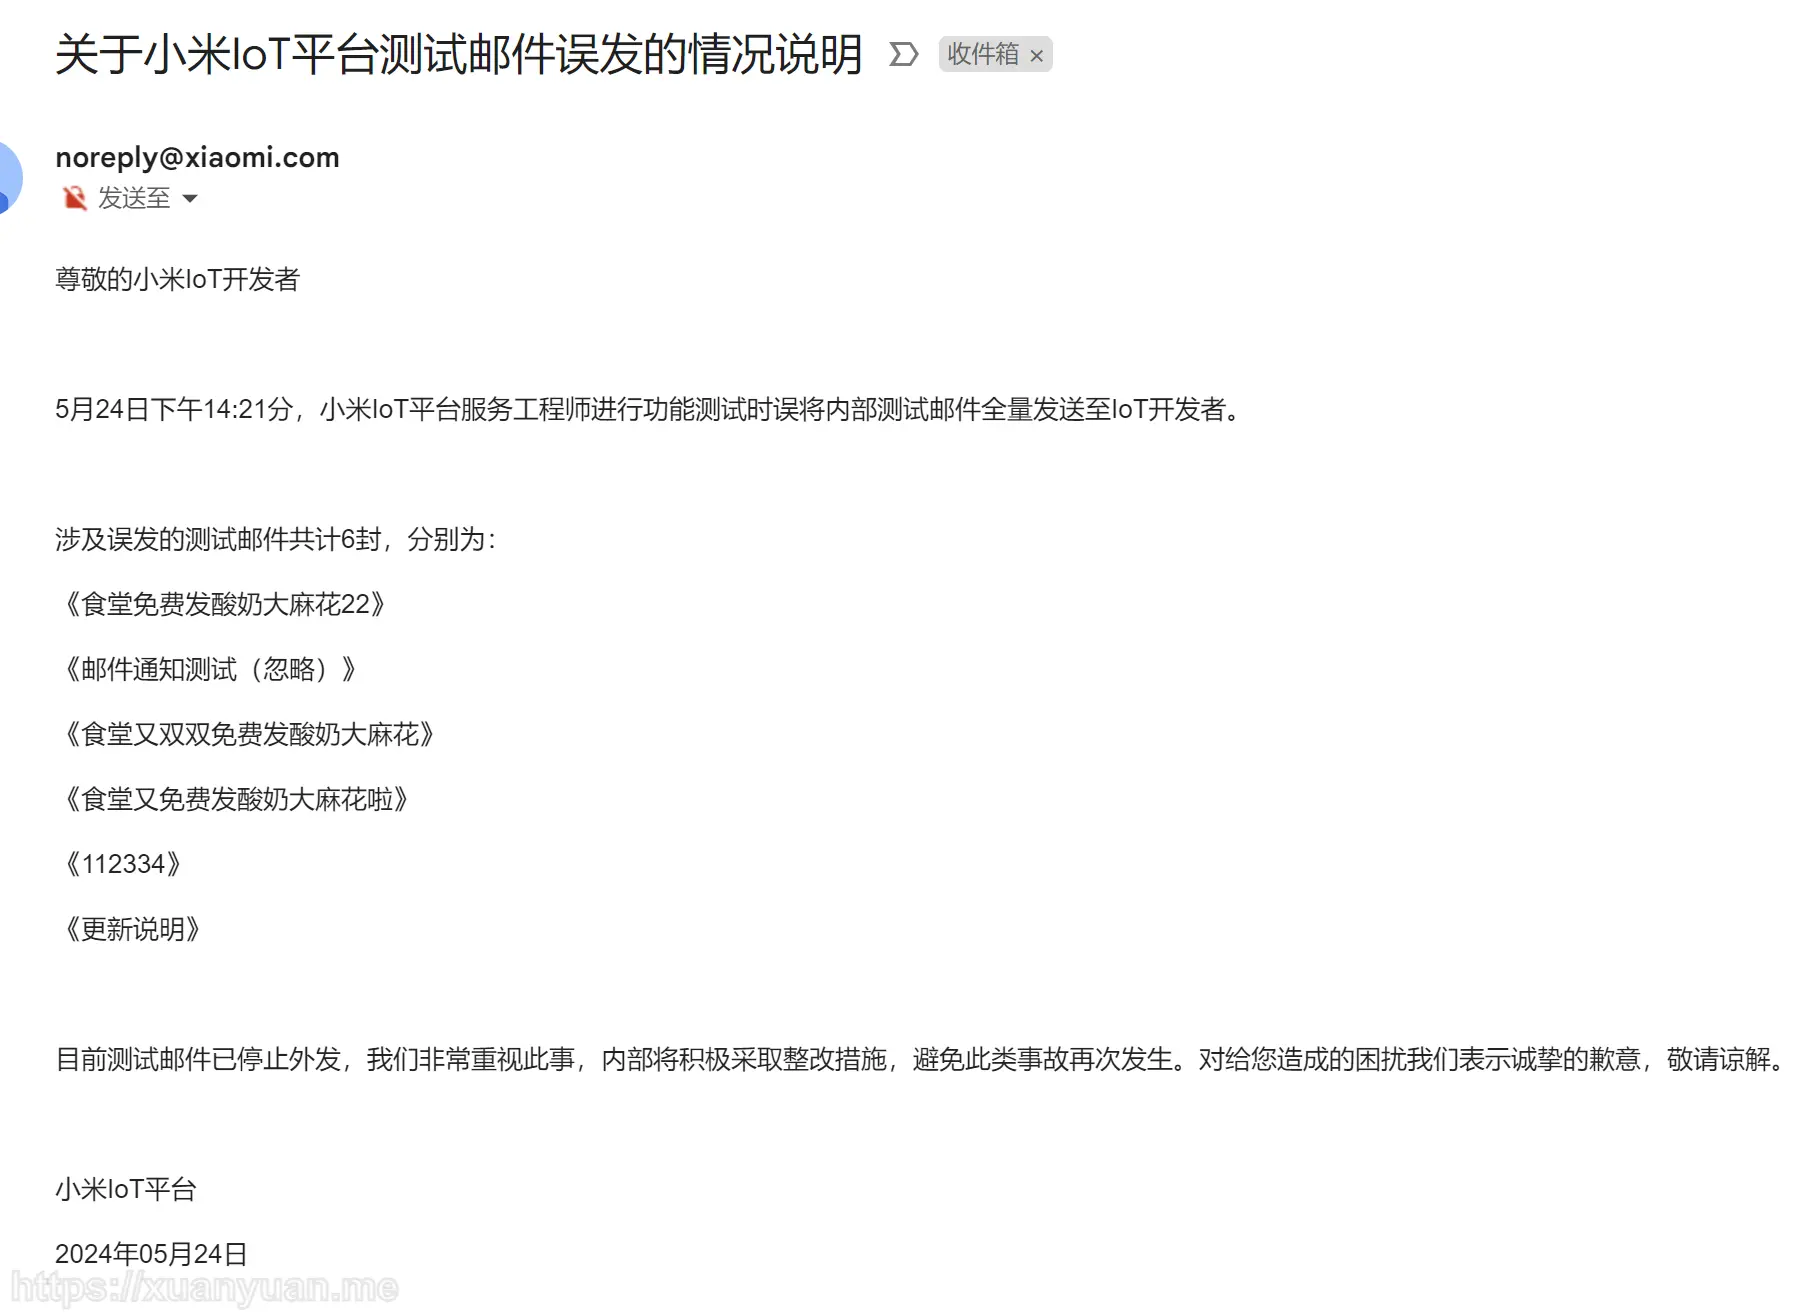 关于小米IoT平台测试邮件误发的情况说明 收件箱 ×
noreply@xiaomi.com
发送至
尊敬的小米IoT开发者
5月24日下午14:21分，小米IoT平台服务工程师进行功能测试时误将内部测试邮件全量发送至IoT开发者。
涉及误发的测试邮件共计6封，分别为：
《食堂免费发酸奶大麻花22》
《邮件通知测试（忽略）》
《食堂又双双免费发酸奶大麻花》
《食堂又免费发酸奶大麻花啦》
《112334》
《更新说明》
目前测试邮件已停止外发，我们非常重视此事，内部将积极采取整改措施，避免此类事故再次发生。对给您造成的困扰我们表示诚挚的歉意，敬请谅解。
小米IoT平台
2024年05月24日
https://xuanyuan.me